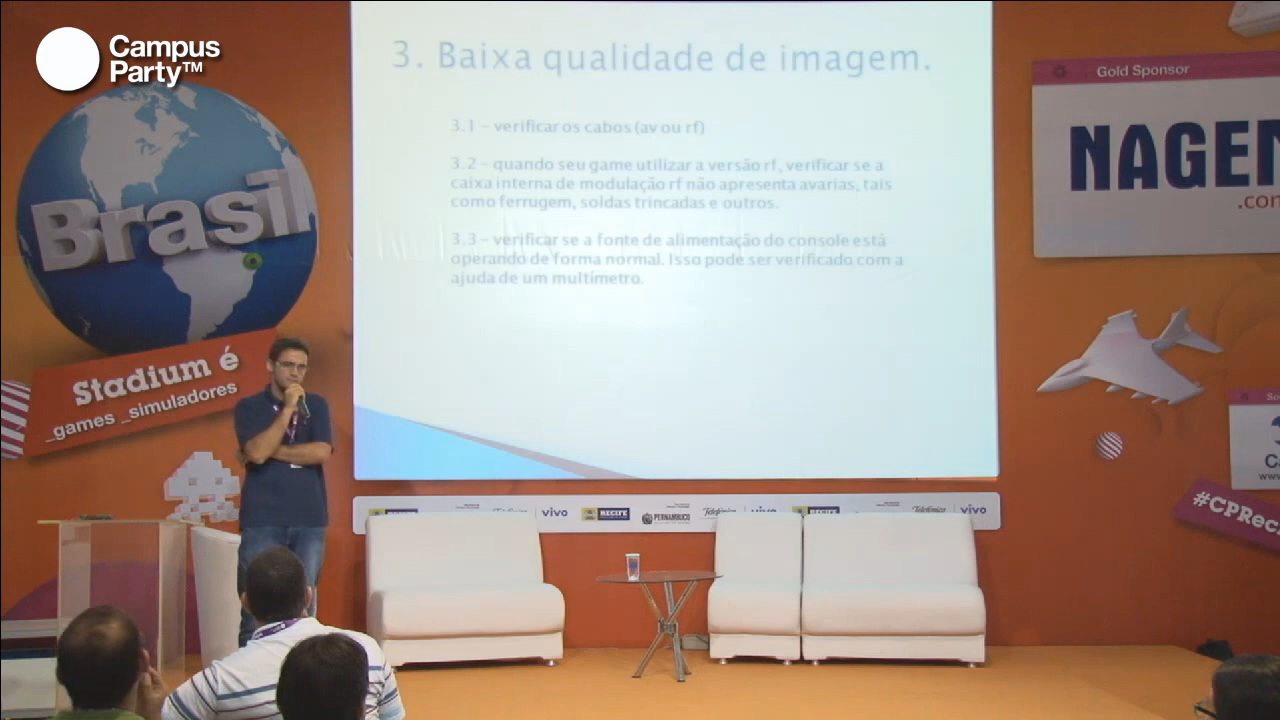 Campus
Party™
Brasil
Stadium é
_games _simuladores
3. Baixa qualidade de imagem.
3.1 – verificar os cabos (av ou rf)
3.2 – quando seu game utilizar a versão rf, verificar se a
caixa interna de modulação rf não apresenta avarias, tais
como ferrugem, soldas trincadas e outros.
3.3 – verificar se a fonte de alimentação do console está
operando de forma normal. Isso pode ser verificado com a
ajuda de um multímetro.
Gold Sponsor
NAGEM
.com
#CPRec
vivo
RECIFE
PERNAMBUCO
Telefónica
vivo
RECIFE
Telefónica
vivo